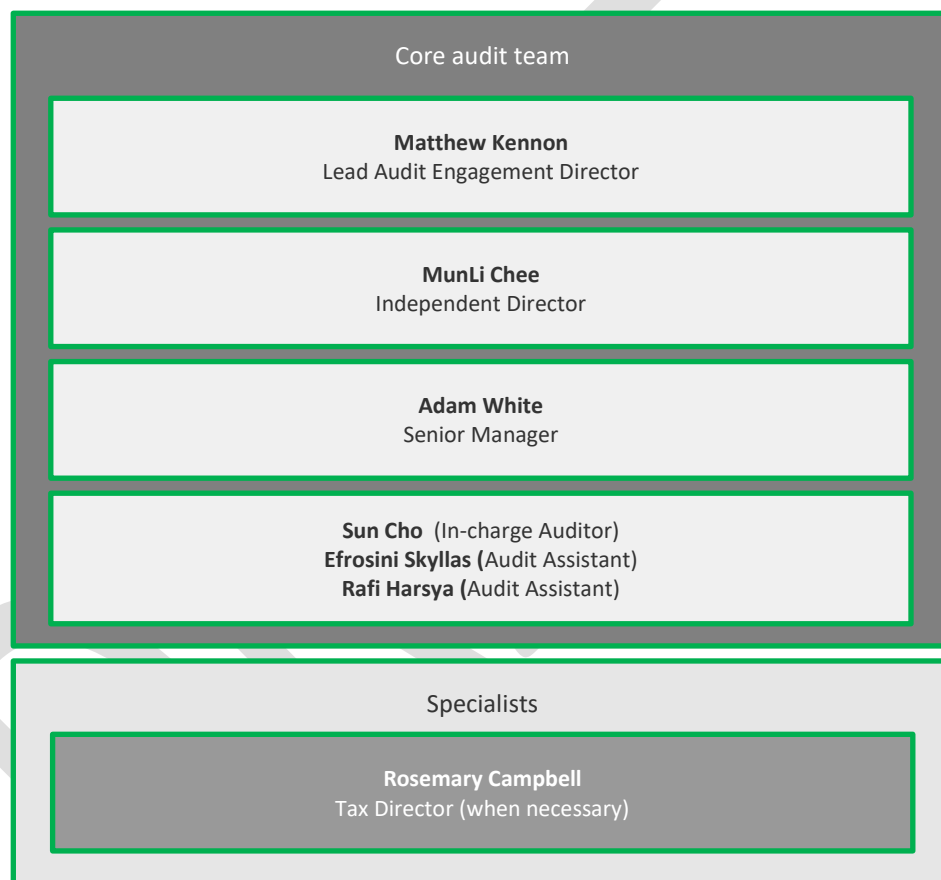 Core audit team
Matthew Kennon
Lead Audit Engagement Director
MunLi Chee
Independent Director
Adam White
Senior Manager
Sun Cho  (In-charge Auditor)
Efrosini Skyllas (Audit Assistant)
Rafi Harsya (Audit Assistant)
Specialists
Rosemary Campbell
Tax Director (when necessary)